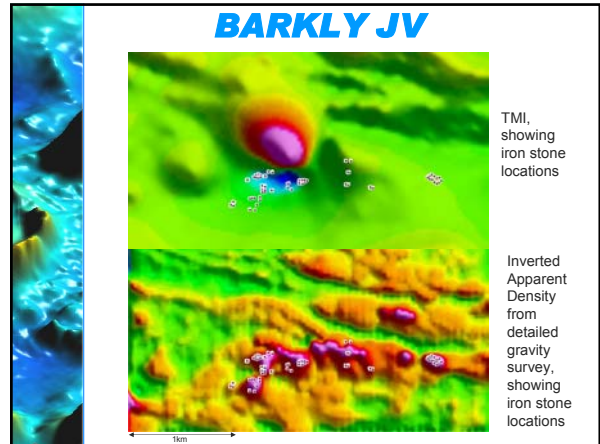 BARKLY JV
TMI,
showing
iron stone
locations
Inverted
Apparent
Density
from
detailed
gravity
survey,
showing
iron stone
locations
1km